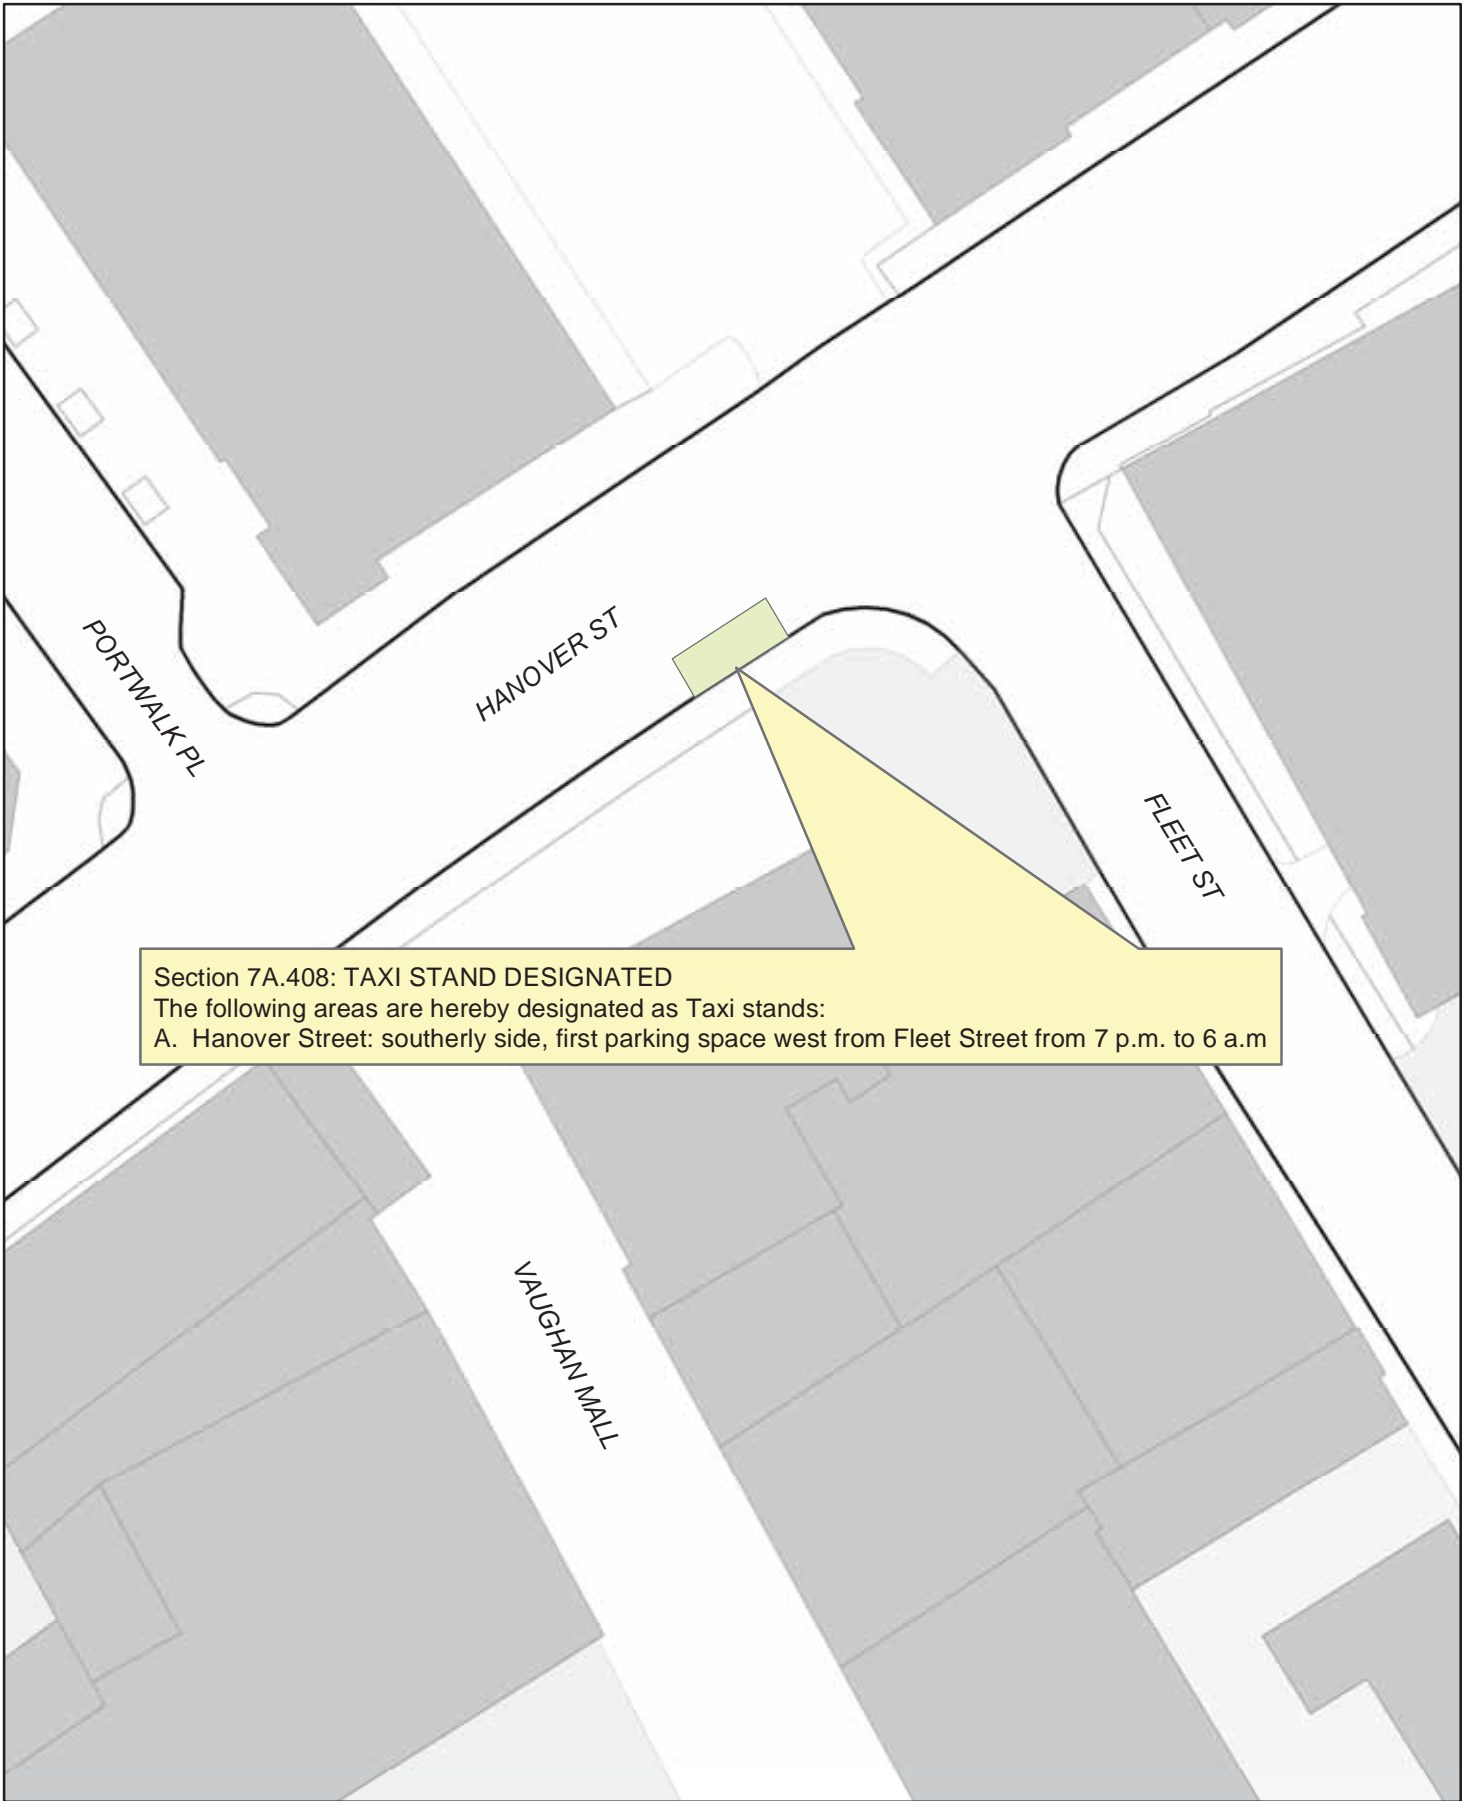 HANOVER ST
PORTWALK PL
FLEET ST
Section 7A.408: TAXI STAND DESIGNATED
The following areas are hereby designated as Taxi stands:
A. Hanover Street: southerly side, first parking space west from Fleet Street from 7 p.m. to 6 a.m
VAUGHAN MALL